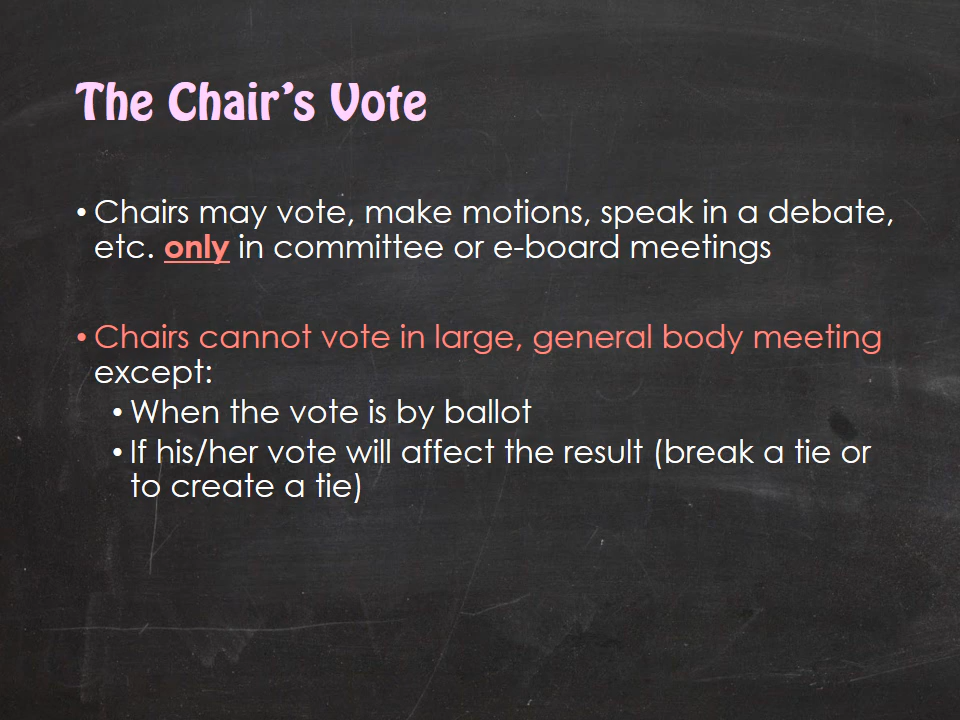 The Chair’s Vote
• Chairs may vote, make motions, speak in a debate,
etc. only in committee or e-board meetings
• Chairs cannot vote in large, general body meeting
except:
• When the vote is by ballot
• If his/her vote will affect the result (break a tie or
to create a tie)